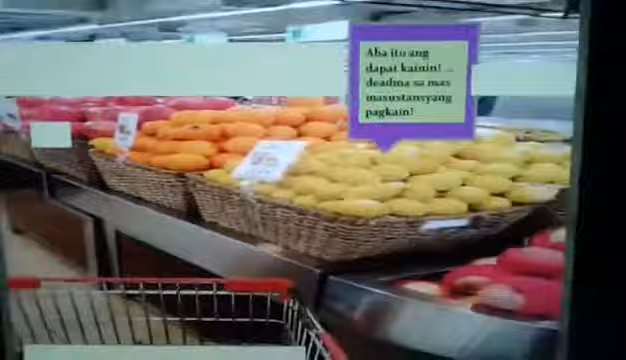 Aba ito ang
dapat kainin! ...
deadma sa mas
masustansyang
pagkain!